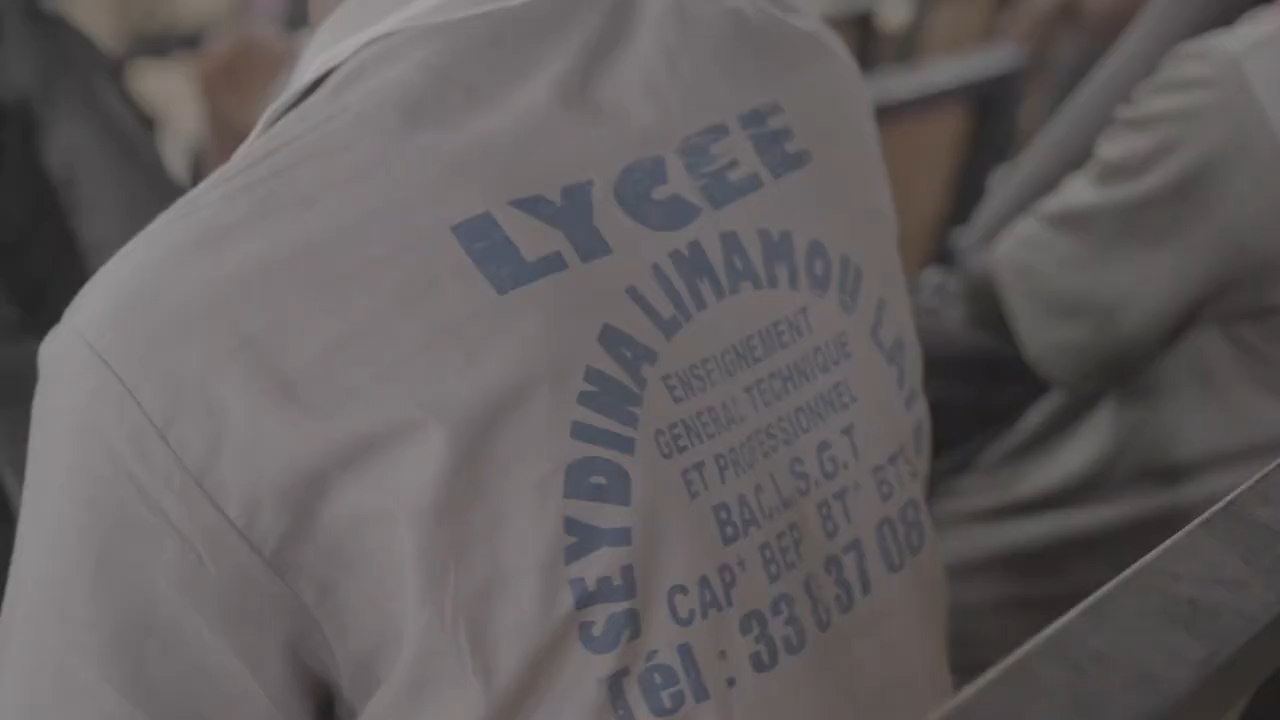 LYCEE
SEYDINA LIMAMOU
ENSEIGNEMENT
GENERAL TECHNIQUE
ET PROFESSIONNEL
BAC.L.S.G.T
CAP* BEP BT* BTS
Tél : 33 837 08